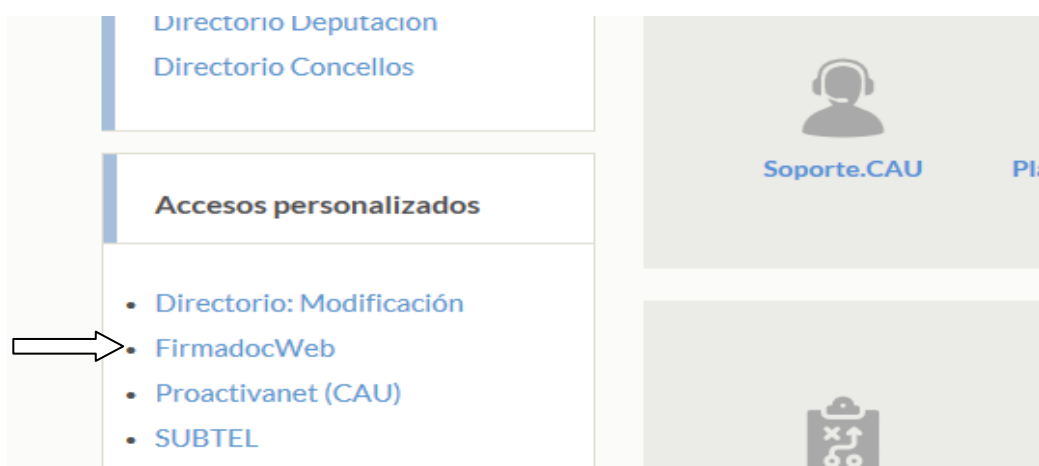 Directorio Deputación
Directorio Concellos
Accesos personalizados
Directorio: Modificación
FirmadocWeb
Proactivanet (CAU)
SUBTEL
Soporte.CAU